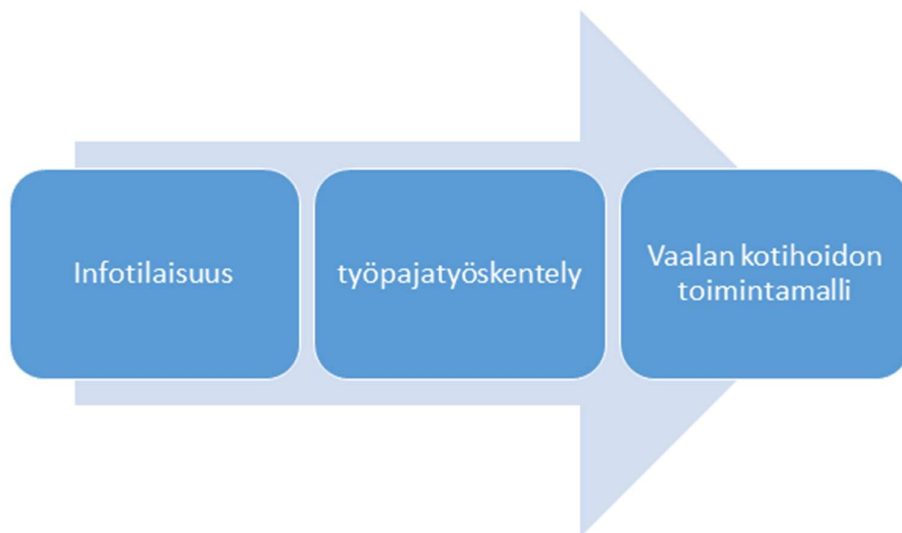 Infotilaisuus
työpajatyöskentely
Vaalan kotihoidon
toimintamalli